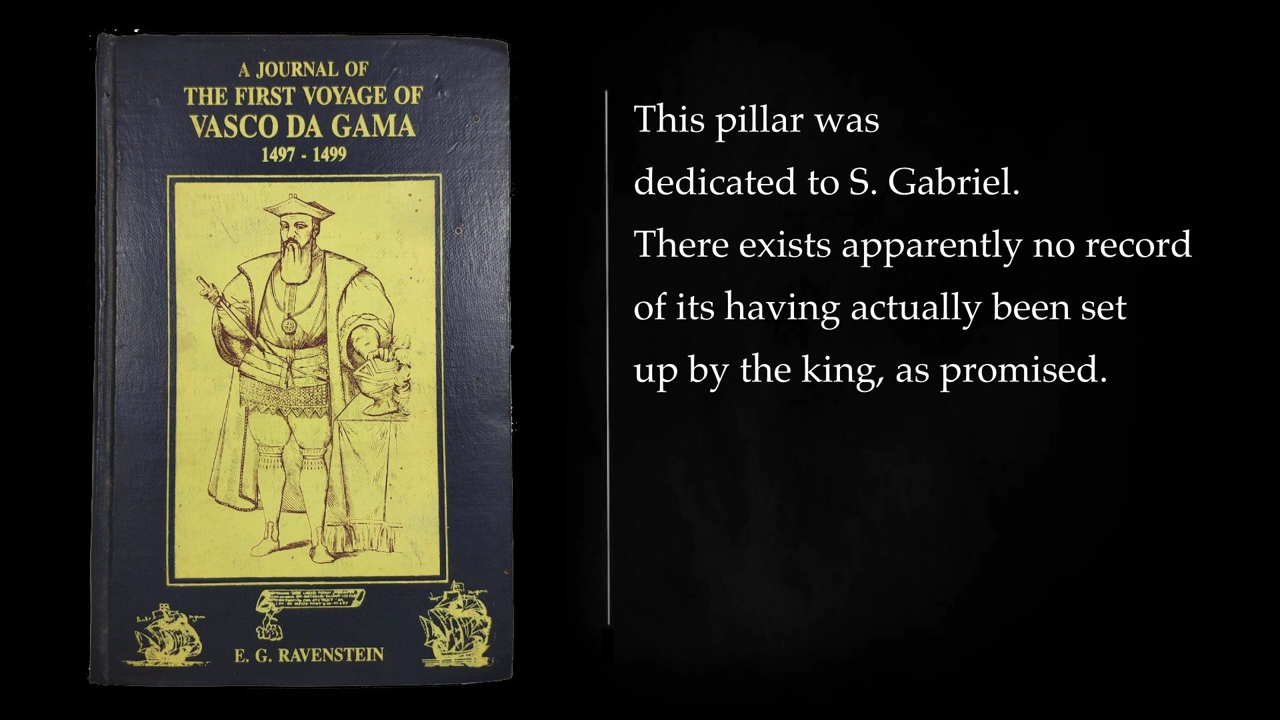 A JOURNAL OF
THE FIRST VOYAGE OF
VASCO DA GAMA
1497 - 1499
E. G. RAVENSTEIN
This pillar was
dedicated to S. Gabriel.
There exists apparently no record
of its having actually been set
up by the king, as promised.